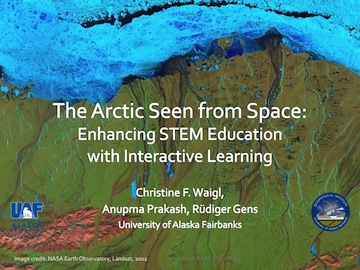 The Arctic Seen from Space:
Enhancing STEM Education
with Interactive Learning
Christine F. Waigl,
Anupma Prakash, Rüdiger Gens
University of Alaska Fairbanks
UAF
Image credit: NASA Earth Observatory, Landsat, 2001